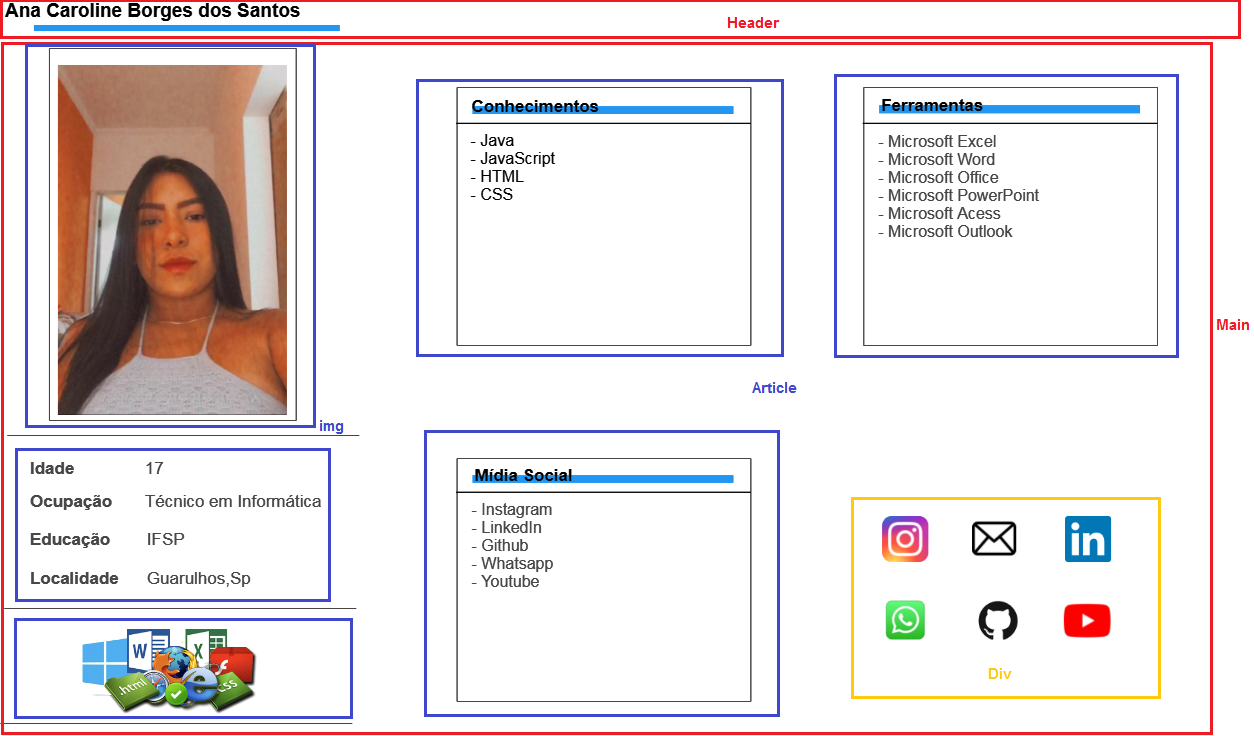 Ana Caroline Borges dos Santos
Header
Conhecimentos
- Java
- JavaScript
- HTML
- CSS
Ferramentas
- Microsoft Excel
- Microsoft Word
- Microsoft Office
- Microsoft PowerPoint
- Microsoft Acess
- Microsoft Outlook
Main
Article
img
Idade 17
Ocupação Técnico em Informática
Educação IFSP
Localidade Guarulhos,Sp
Mídia Social
- Instagram
- LinkedIn
- Github
- Whatsapp
- Youtube
in
Div
W
X
.html
css